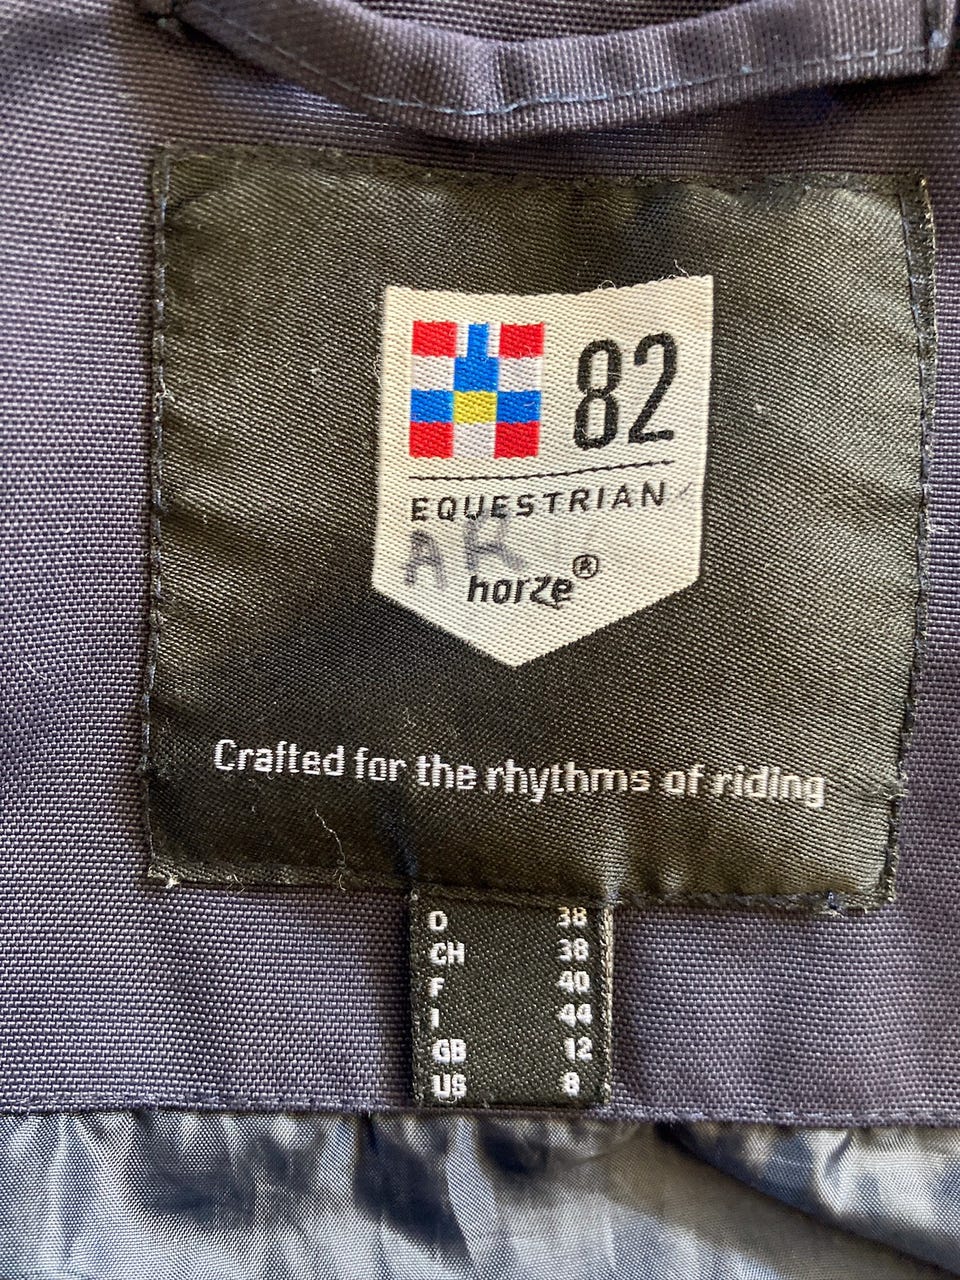 82
EQUESTRIAN
AK
horze®
Crafted for the rhythms of riding
D 38
CH 38
F 40
I 44
GB 12
US 8